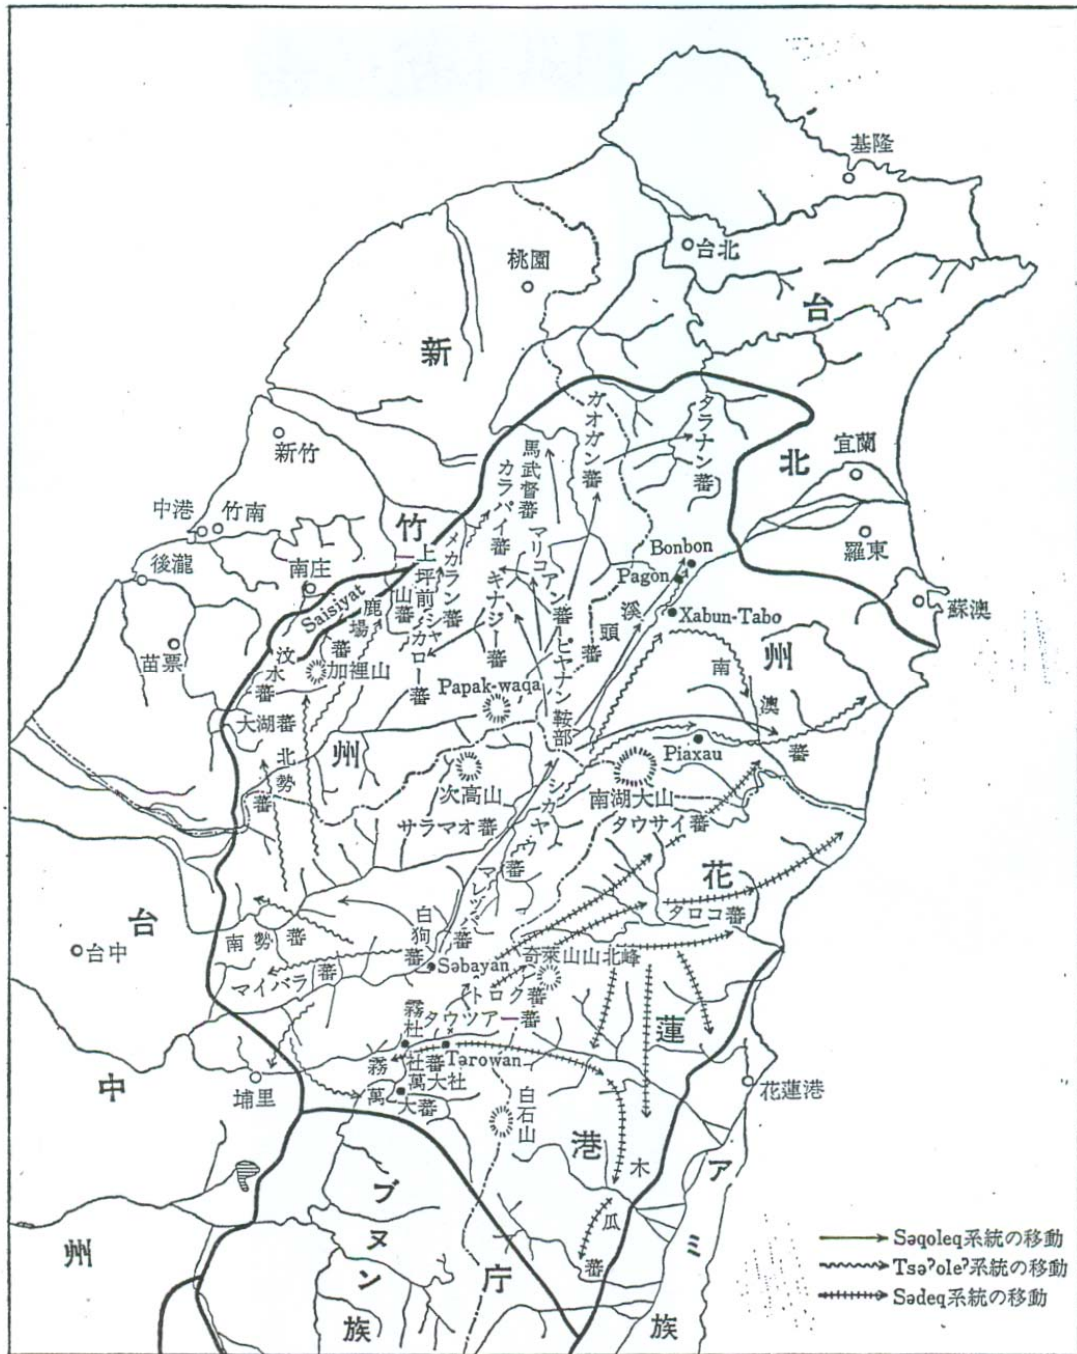 基隆
台北
桃園
台
新
ガオガン蕃
タラナン蕃
北
宜蘭
新竹
馬武督蕃
カラパイ蕃
中港
竹南
竹
羅東
後瀧
南庄
上坪前山蕃
メカラン蕃
マリコアン蕃
キナジー蕃
Bonbon
Pagon
Xabun-Tabo
蘇澳
Saisiyat
鹿場蕃
シャカロー蕃
溪頭蕃
苗票
汶水蕃
加裡山
Papak-waqa
ピヤナン鞍部
州
南澳蕃
大湖蕃
北勢蕃
州
次高山
Piaxau
南湖大山
サラマオ蕃
シカヤウ蕃
タウサイ蕃
マレッパ蕃
花
タロコ蕃
台
台中
南勢蕃
白狗蕃
マイバラ蕃
Səbayan
奇萊山山北峰
トロク蕃
タウツアー蕃
霧社
蓮
Tərowan
霧社蕃
萬大社
萬大蕃
中
埔里
白石山
花蓮港
港
木瓜蕃
ア
ミ
族
ブ
ヌ
ン
族
庁
州
Səqoleq系統の移動
Tsəʔoleʔ系統の移動
Sədeq系統の移動